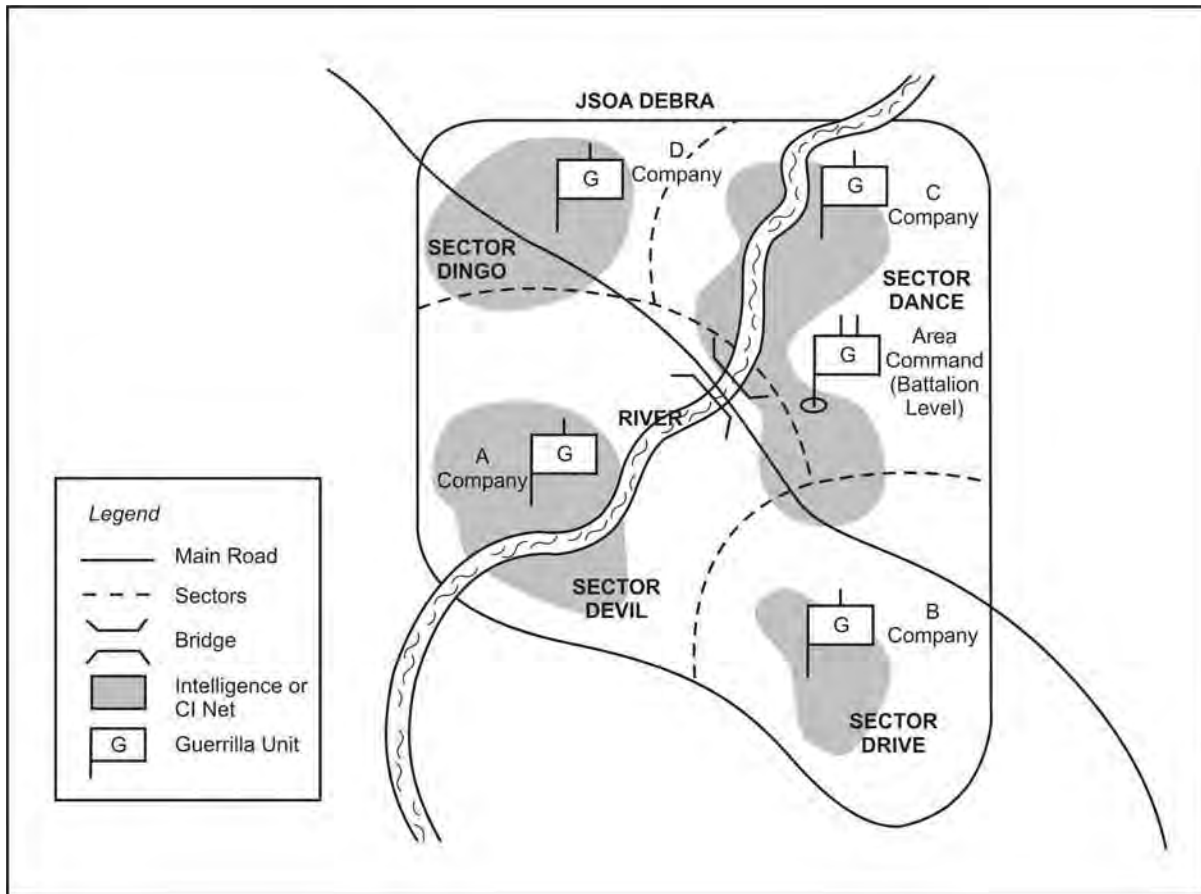 JSOA DEBRA
D
Company
G
G
C
Company
SECTOR
DINGO
SECTOR
DANCE
G
Area
Command
(Battalion
Level)
RIVER
A
Company
G
SECTOR
DEVIL
G
B
Company
SECTOR
DRIVE
Legend
Main Road
Sectors
Bridge
Intelligence or
CI Net
G
Guerrilla Unit